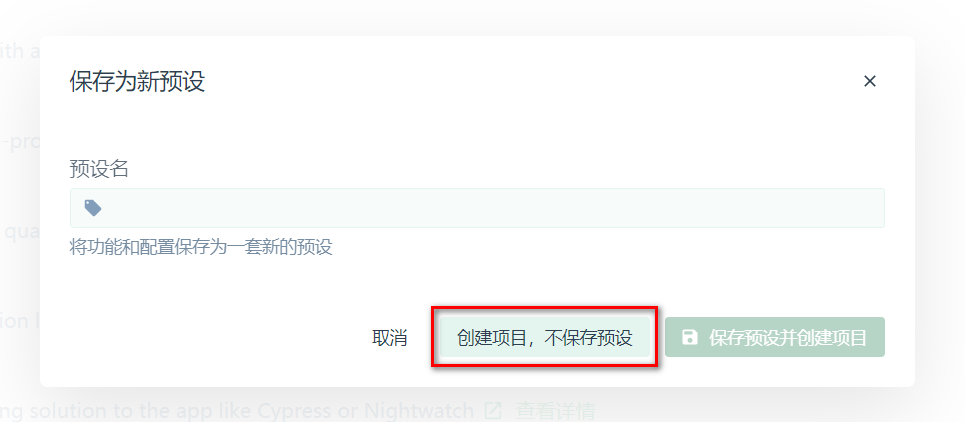 ith a
保存为新预设
-pro
预设名
qua
将功能和配置保存为一套新的预设
ion l
取消
创建项目，不保存预设
保存预设并创建项目
ng solution to the app like Cypress or Nightwatch 查看详情